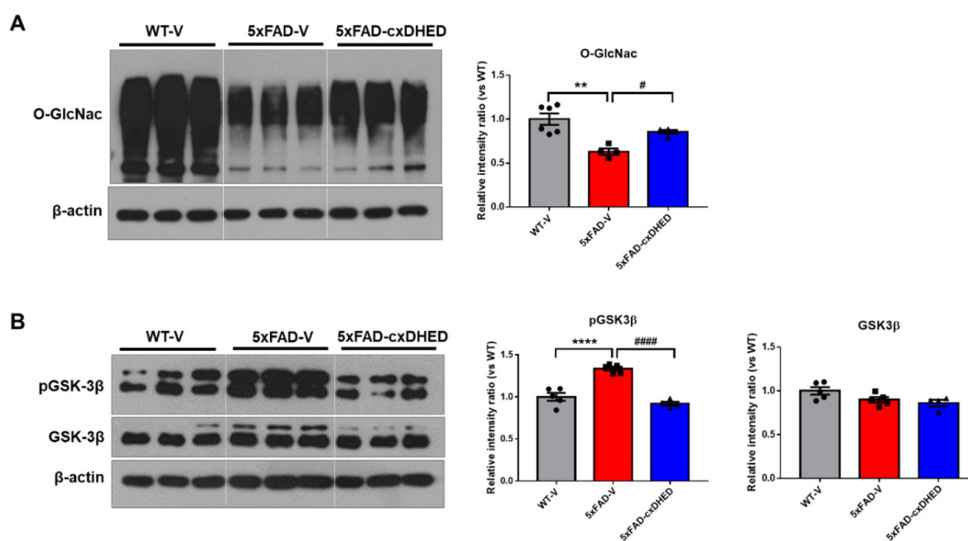 A
WT-V 5xFAD-V 5xFAD-cxDHED
O-GlcNac
β-actin
O-GlcNac
Relative intensity ratio (vs WT)
1.5
1.0
0.5
0.0
** #
WT-V 5xFAD-V 5xFAD-cxDHED
B
WT-V 5xFAD-V 5xFAD-cxDHED
pGSK-3β
GSK-3β
β-actin
pGSK3β
Relative intensity ratio (vs WT)
1.5
1.0
0.5
0.0
**** ####
WT-V 5xFAD-V 5xFAD-cxDHED
GSK3β
Relative intensity ratio (vs WT)
1.5
1.0
0.5
0.0
WT-V 5xFAD-V 5xFAD-cxDHED